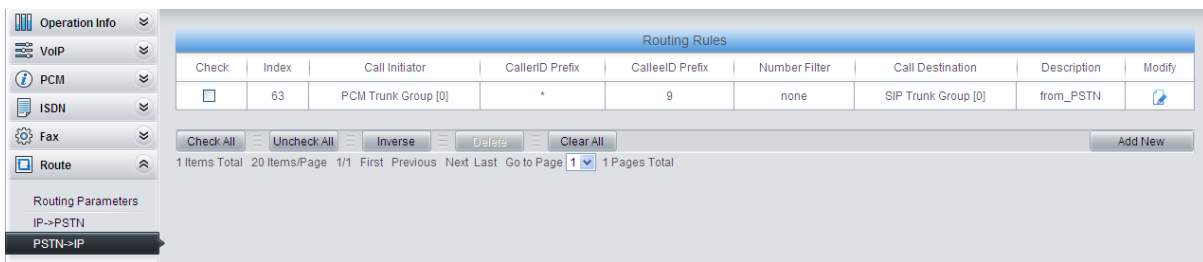 Operation Info
VoIP
PCM
ISDN
Fax
Route
Routing Parameters
IP->PSTN
PSTN->IP
Routing Rules
Check Index Call Initiator CallerID Prefix CalleeID Prefix Number Filter Call Destination Description Modify
63 PCM Trunk Group [0] * 9 none SIP Trunk Group [0] from_PSTN
Check All Uncheck All Inverse Delete Clear All Add New
1 Items Total 20 Items/Page 1/1 First Previous Next Last Go to Page 1 1 Pages Total